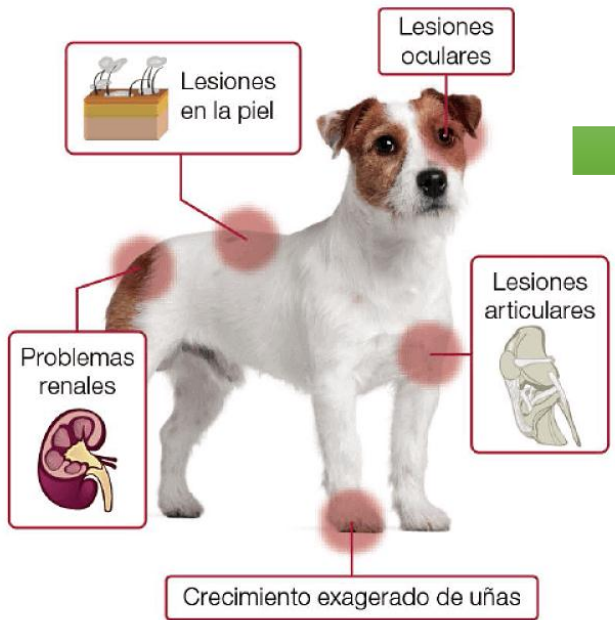 Lesiones
oculares
Lesiones
en la piel
Lesiones
articulares
Problemas
renales
Crecimiento exagerado de uñas